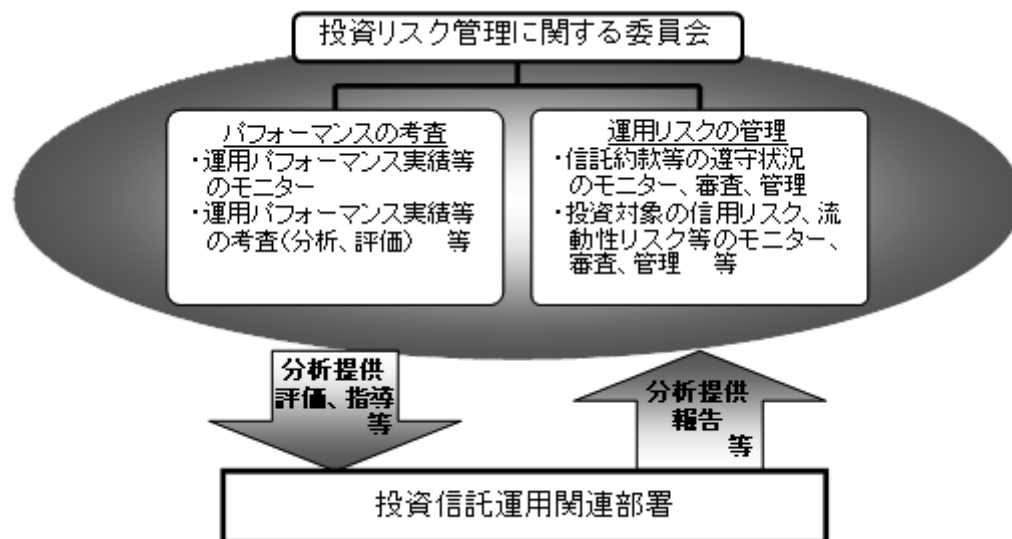 投資リスク管理に関する委員会
パフォーマンスの考査
・運用パフォーマンス実績等
のモニター
・運用パフォーマンス実績等
の考査(分析、評価) 等
運用リスクの管理
・信託約款等の遵守状況
のモニター、審査、管理
・投資対象の信用リスク、流
動性リスク等のモニター、
審査、管理 等
分析提供
評価、指導
等
分析提供
報告
等
投資信託運用関連部署